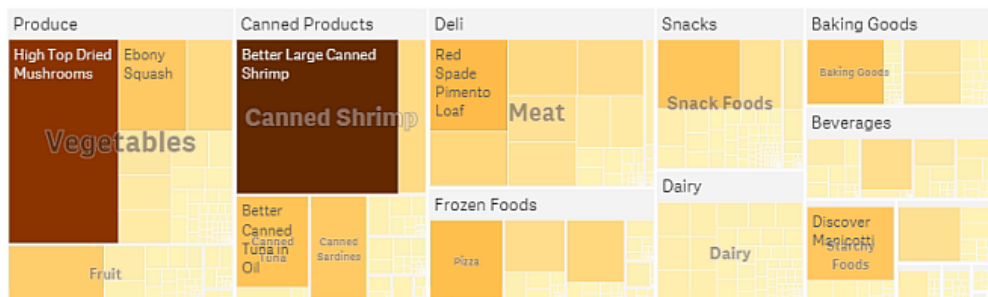 Produce
High Top Dried
Mushrooms
Ebony
Squash
Vegetables
Fruit
Canned Products
Better Large Canned
Shrimp
Canned Shrimp
Better
Canned
Tuna in
Oil
Canned
Tuna
Canned
Sardines
Deli
Red
Spade
Pimento
Loaf
Meat
Frozen Foods
Pizza
Snacks
Snack Foods
Dairy
Dairy
Baking Goods
Baking Goods
Beverages
Discover
Manicotti
Starchy
Foods